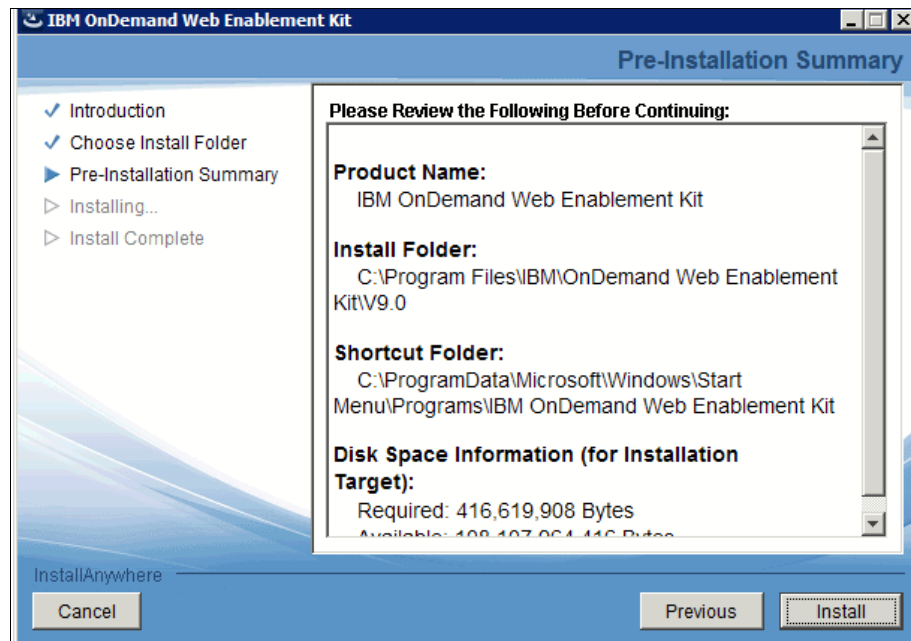 IBM OnDemand Web Enablement Kit
Pre-Installation Summary
Introduction
Choose Install Folder
Pre-Installation Summary
Installing...
Install Complete
Please Review the Following Before Continuing:
Product Name:
IBM OnDemand Web Enablement Kit
Install Folder:
C:\Program Files\IBM\OnDemand Web Enablement
Kit\V9.0
Shortcut Folder:
C:\ProgramData\Microsoft\Windows\Start
Menu\Programs\IBM OnDemand Web Enablement Kit
Disk Space Information (for Installation
Target):
Required: 416,619,908 Bytes
Available: Bytes
InstallAnywhere
Cancel
Previous
Install